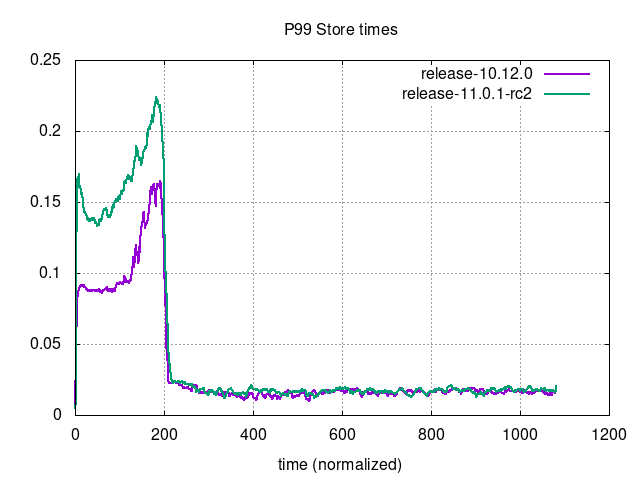 P99 Store times
0.25
0.2
0.15
0.1
0.05
0
0 200 400 600 800 1000 1200
release-10.12.0
release-11.0.1-rc2
time (normalized)